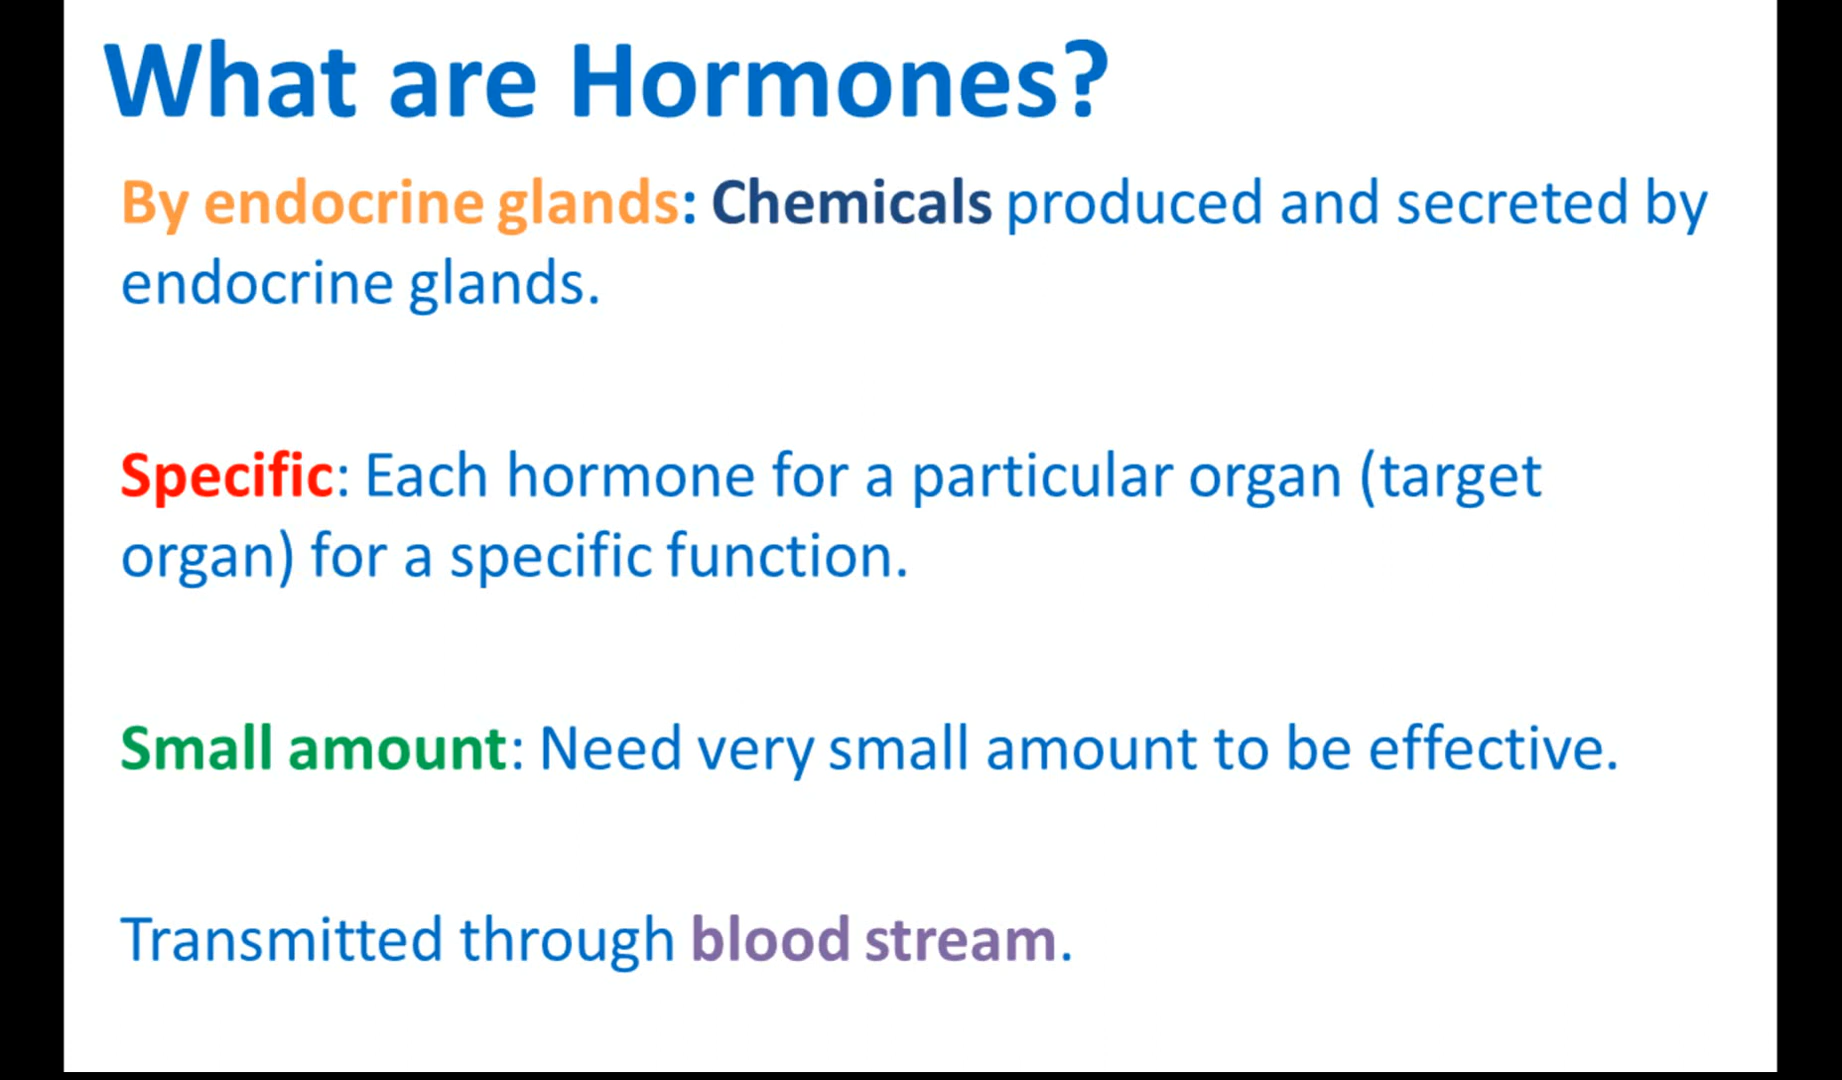 What are Hormones?
By endocrine glands: Chemicals produced and secreted by
endocrine glands.
Specific: Each hormone for a particular organ (target
organ) for a specific function.
Small amount: Need very small amount to be effective.
Transmitted through blood stream.